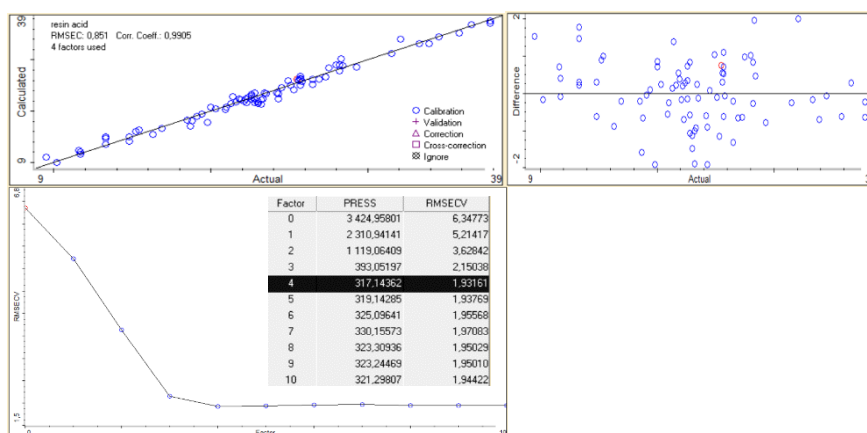 39
resin acid
RMSEC: 0,851 Corr. Coeff.: 0,9905
4 factors used
Calculated
Calibration
Validation
Correction
Cross-correction
Ignore
9
9 Actual 39
2
Difference
-2
9 Actual
6,8
RMSECV
1,5
0 Factor
Factor PRESS RMSECV
0 3 424,95801 6,34773
1 2 310,94141 5,21417
2 1 119,06409 3,62842
3 393,05197 2,15038
4 317,14362 1,93161
5 319,14285 1,93769
6 325,09641 1,95568
7 330,15573 1,97083
8 323,30936 1,95029
9 323,24469 1,95010
10 321,29807 1,94422